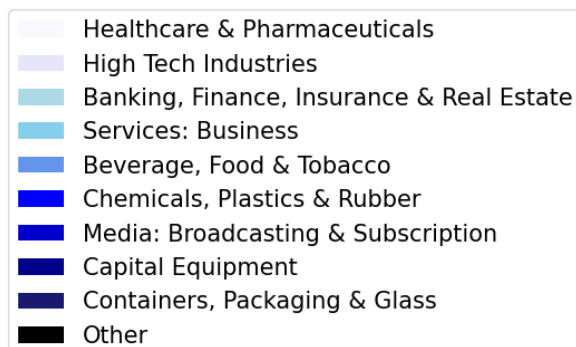 Healthcare & Pharmaceuticals
High Tech Industries
Banking, Finance, Insurance & Real Estate
Services: Business
Beverage, Food & Tobacco
Chemicals, Plastics & Rubber
Media: Broadcasting & Subscription
Capital Equipment
Containers, Packaging & Glass
Other